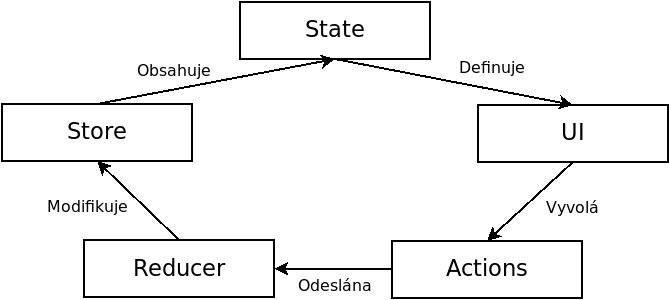 State
Obsahuje
Definuje
Store
UI
Modifikuje
Vyvolá
Reducer
Actions
Odeslána